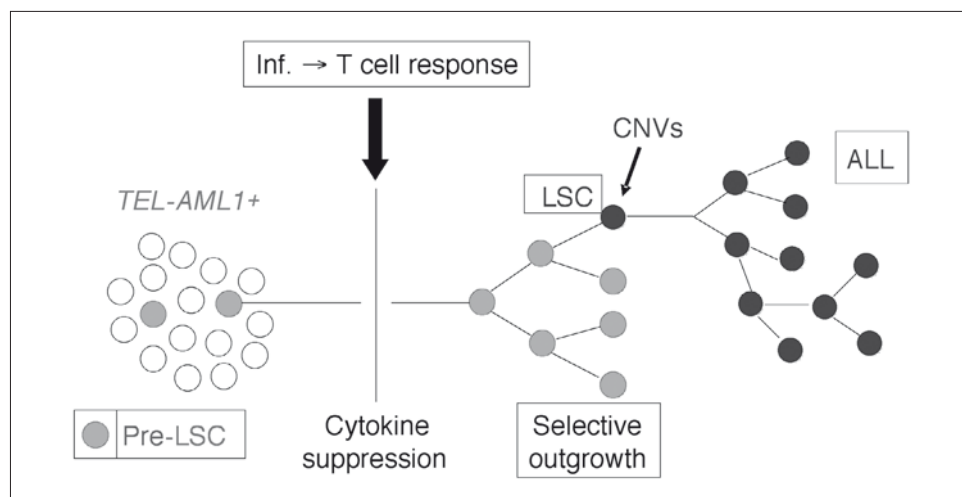 Inf. → T cell response
CNVs
ALL
LSC
TEL-AML1+
Pre-LSC
Cytokine
suppression
Selective
outgrowth